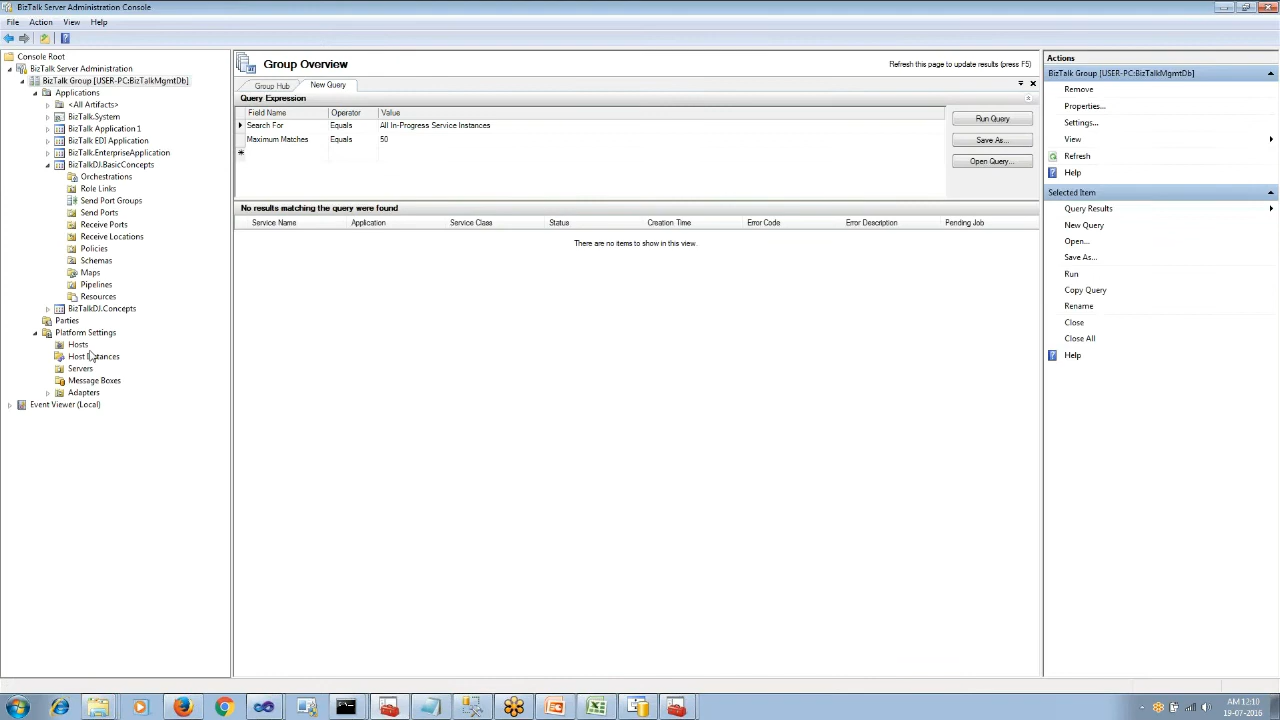 BizTalk Server Administration Console
File Action View Help
Console Root
BizTalk Server Administration
BizTalk Group [USER-PC:BizTalkMgmtDb]
Applications
<All Artifacts>
BizTalk.System
BizTalk Application 1
BizTalk EDI Application
BizTalk.EnterpriseApplication
BizTalkDJ.BasicConcepts
Orchestrations
Role Links
Send Port Groups
Send Ports
Receive Ports
Receive Locations
Policies
Schemas
Maps
Pipelines
Resources
BizTalkDJ.Concepts
Parties
Platform Settings
Hosts
Host Instances
Servers
Message Boxes
Adapters
Event Viewer (Local)
Group Overview
Refresh this page to update results (press F5)
Group Hub New Query
Query Expression
Field Name Operator Value
Search For Equals All In-Progress Service Instances
Maximum Matches Equals 50
Run Query
Save As...
Open Query...
No results matching the query were found
Service Name Application Service Class Status Creation Time Error Code Error Description Pending Job
There are no items to show in this view.
Actions
BizTalk Group [USER-PC:BizTalkMgmtDb]
Remove
Properties...
Settings...
View
Refresh
Help
Selected Item
Query Results
New Query
Open...
Save As...
Run
Copy Query
Rename
Close
Close All
Help
AM 12:10
19-07-2016